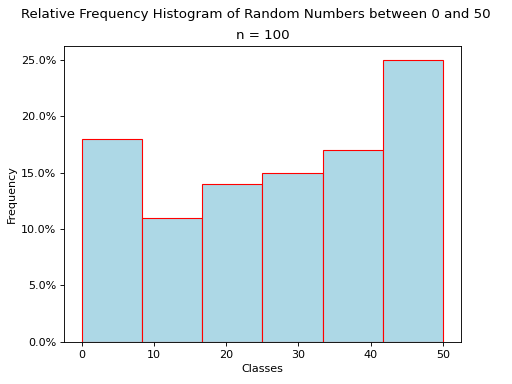 Relative Frequency Histogram of Random Numbers between 0 and 50
n = 100
25.0%
20.0%
15.0%
10.0%
5.0%
0.0%
Frequency
0 10 20 30 40 50
Classes